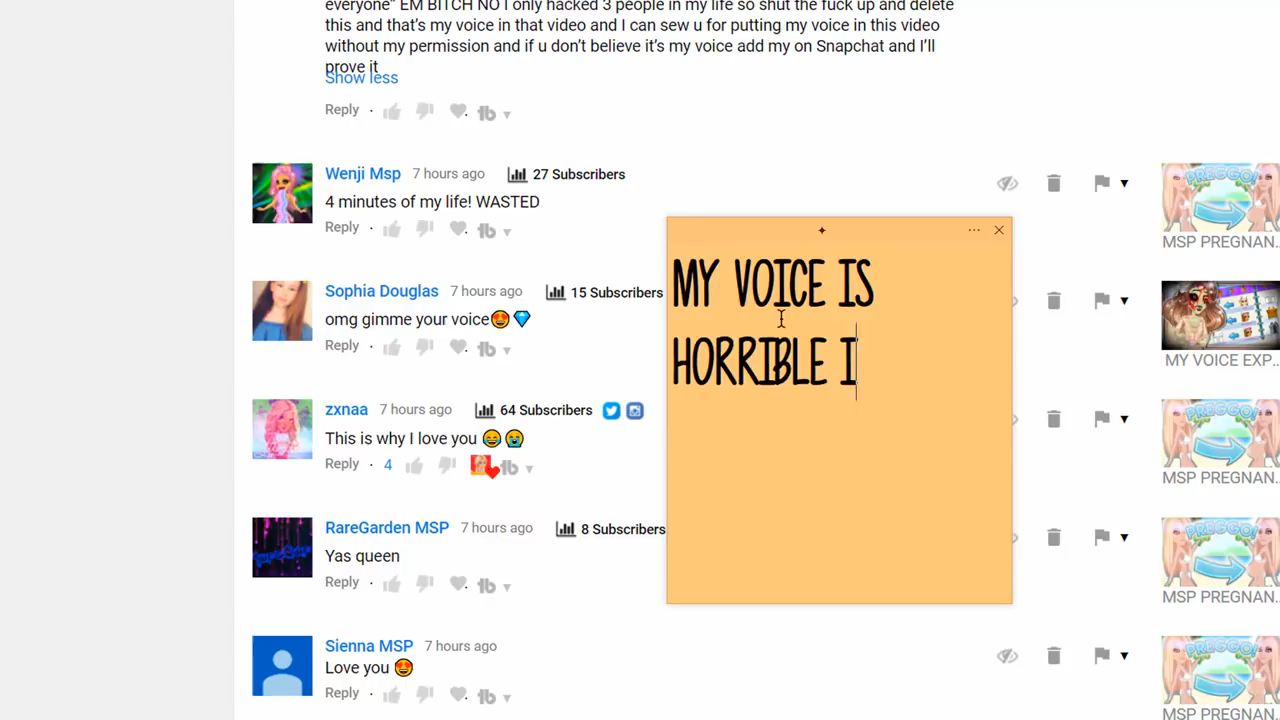 everyone” EM BITCH NO I only hacked 3 people in my life so shut the fuck up and delete
this and that’s my voice in that video and I can sew u for putting my voice in this video
without my permission and if u don’t believe it’s my voice add my on Snapchat and I’ll
prove it
Show less
Reply ·
Wenji Msp 7 hours ago 27 Subscribers
4 minutes of my life! WASTED
Reply
MSP PREGNAN...
Sophia Douglas 7 hours ago 15 Subscribers
omg gimme your voice😍💎
Reply
MY VOICE EXP...
MY VOICE IS
HORRIBLE I
zxnaa 7 hours ago 64 Subscribers
This is why I love you 😂😭
Reply · 4
MSP PREGNAN...
RareGarden MSP 7 hours ago 8 Subscribers
Yas queen
Reply
MSP PREGNAN...
Sienna MSP 7 hours ago
Love you 😍
Reply
MSP PREGNAN...